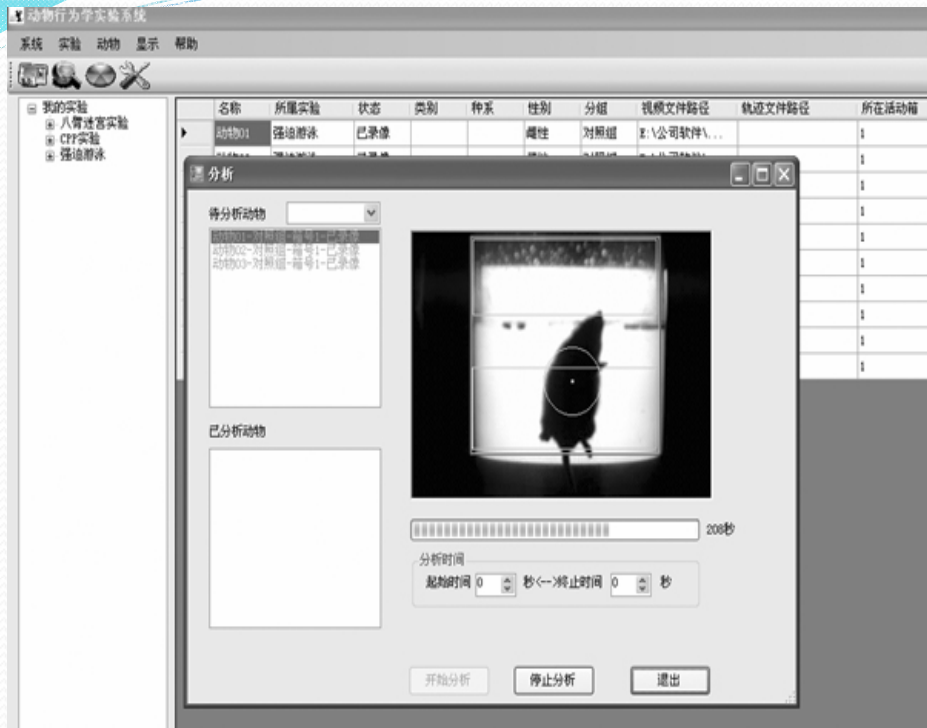 动物行为学实验系统
系统 实验 动物 显示 帮助
我的实验
八臂迷宫实验
CPP实验
强迫游泳
名称 所属实验 状态 类别 种系 性别 分组 视频文件路径 轨迹文件路径 所在活动箱
动物01 强迫游泳 已录像 雌性 对照组 E:\公司软件\... 1
1
1
1
1
1
1
1
1
1
分析
待分析动物
动物01-对照组-箱号1-已录像
动物02-对照组-箱号1-已录像
动物03-对照组-箱号1-已录像
已分析动物
208秒
分析时间
起始时间 0 秒<-->终止时间 0 秒
开始分析 停止分析 退出